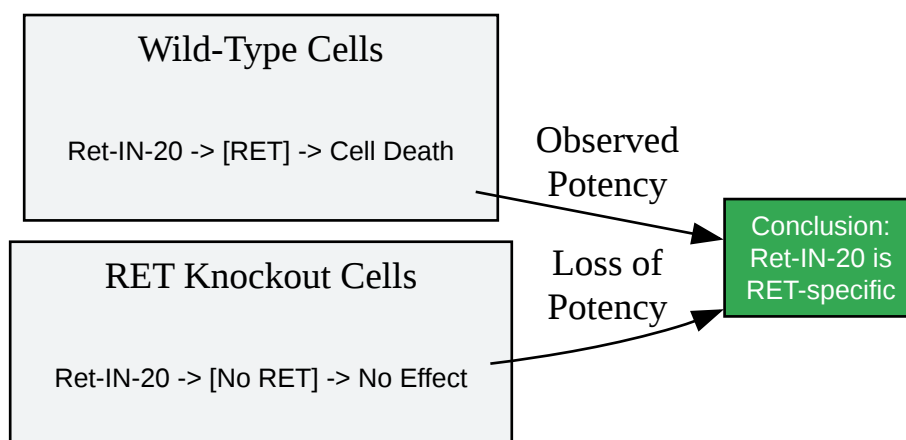 Wild-Type Cells
Ret-IN-20 -> [RET] -> Cell Death
Observed
Potency
RET Knockout Cells
Ret-IN-20 -> [No RET] -> No Effect
Loss of
Potency
Conclusion:
Ret-IN-20 is
RET-specific